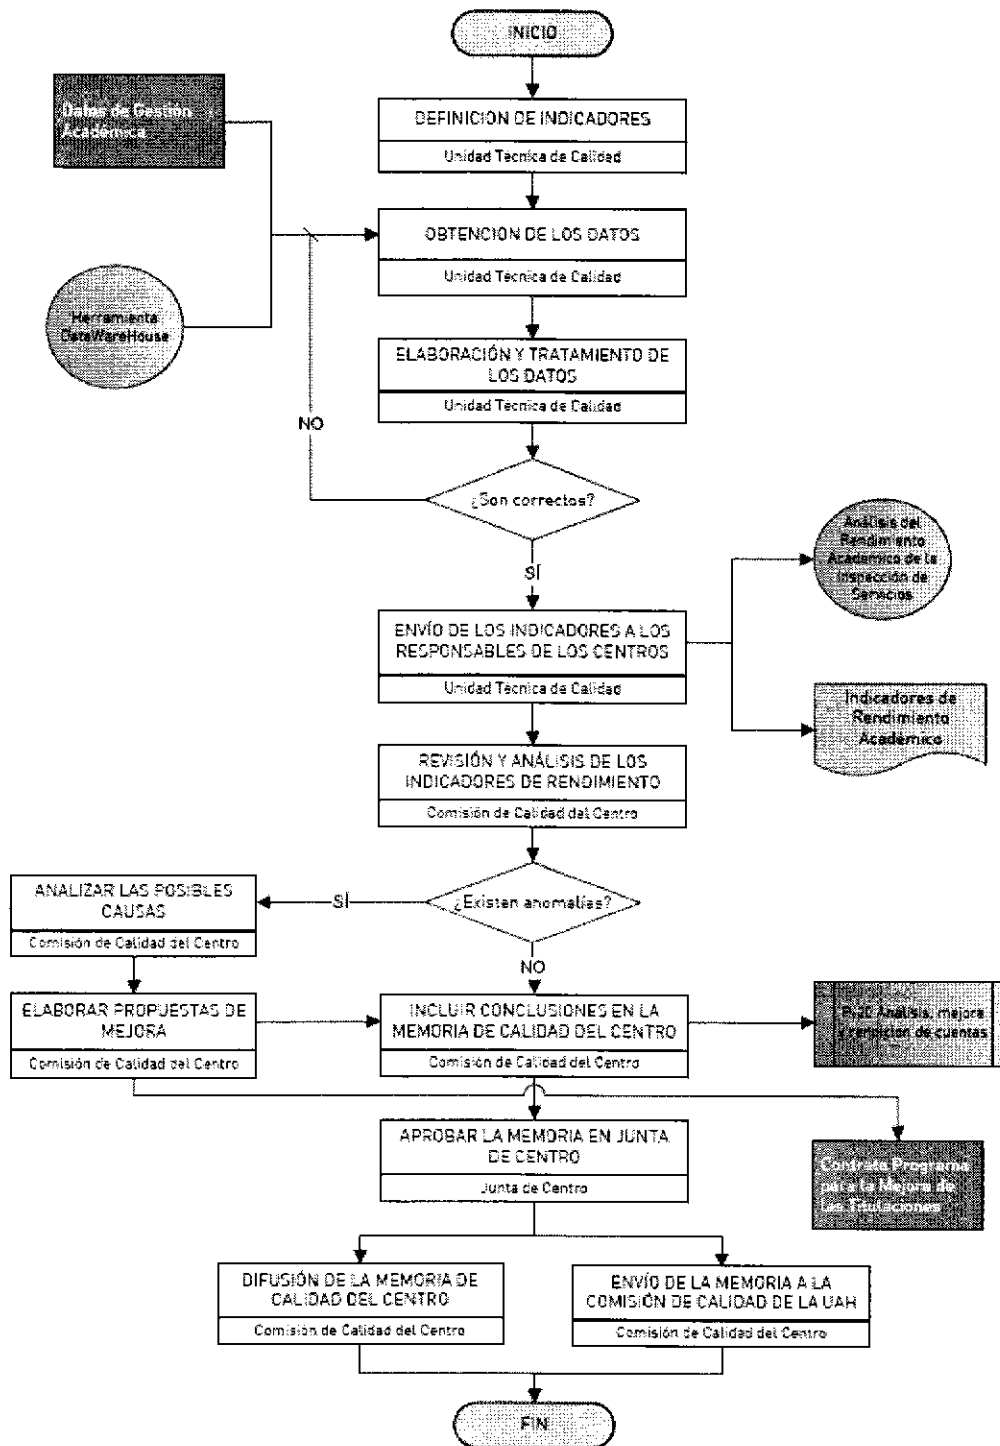 INICIO
Datos de Gestión
Académica
DEFINICIÓN DE INDICADORES
Unidad Técnica de Calidad
OBTENCIÓN DE LOS DATOS
Unidad Técnica de Calidad
Herramienta
DataWareHouse
ELABORACIÓN Y TRATAMIENTO DE
LOS DATOS
Unidad Técnica de Calidad
NO
¿Son correctos?
SÍ
Análisis del
Rendimiento
Académico de la
Inspección de
Servicios
ENVÍO DE LOS INDICADORES A LOS
RESPONSABLES DE LOS CENTROS
Unidad Técnica de Calidad
Indicadores de
Rendimiento
Académico
REVISIÓN Y ANÁLISIS DE LOS
INDICADORES DE RENDIMIENTO
Comisión de Calidad del Centro
¿Existen anomalías?
SÍ
ANALIZAR LAS POSIBLES
CAUSAS
Comisión de Calidad del Centro
NO
ELABORAR PROPUESTAS DE
MEJORA
Comisión de Calidad del Centro
INCLUIR CONCLUSIONES EN LA
MEMORIA DE CALIDAD DEL CENTRO
Comisión de Calidad del Centro
Análisis, mejora
y rendición de cuentas
APROBAR LA MEMORIA EN JUNTA
DE CENTRO
Junta de Centro
Contrato Programa
para la Mejora de
las Titulaciones
DIFUSIÓN DE LA MEMORIA DE
CALIDAD DEL CENTRO
Comisión de Calidad del Centro
ENVÍO DE LA MEMORIA A LA
COMISIÓN DE CALIDAD DE LA UAH
Comisión de Calidad del Centro
FIN